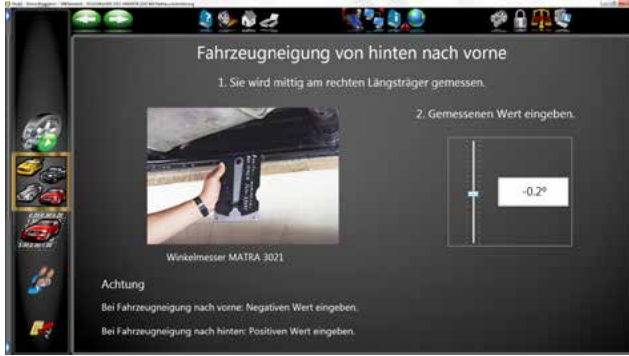 Fahrzeugneigung von hinten nach vorne
1. Sie wird mittig am rechten Längsträger gemessen.
2. Gemessenen Wert eingeben.
-0.2º
Winkelmesser MATRA 3021
Achtung
Bei Fahrzeugneigung nach vorne: Negativen Wert eingeben.
Bei Fahrzeugneigung nach hinten: Positiven Wert eingeben.